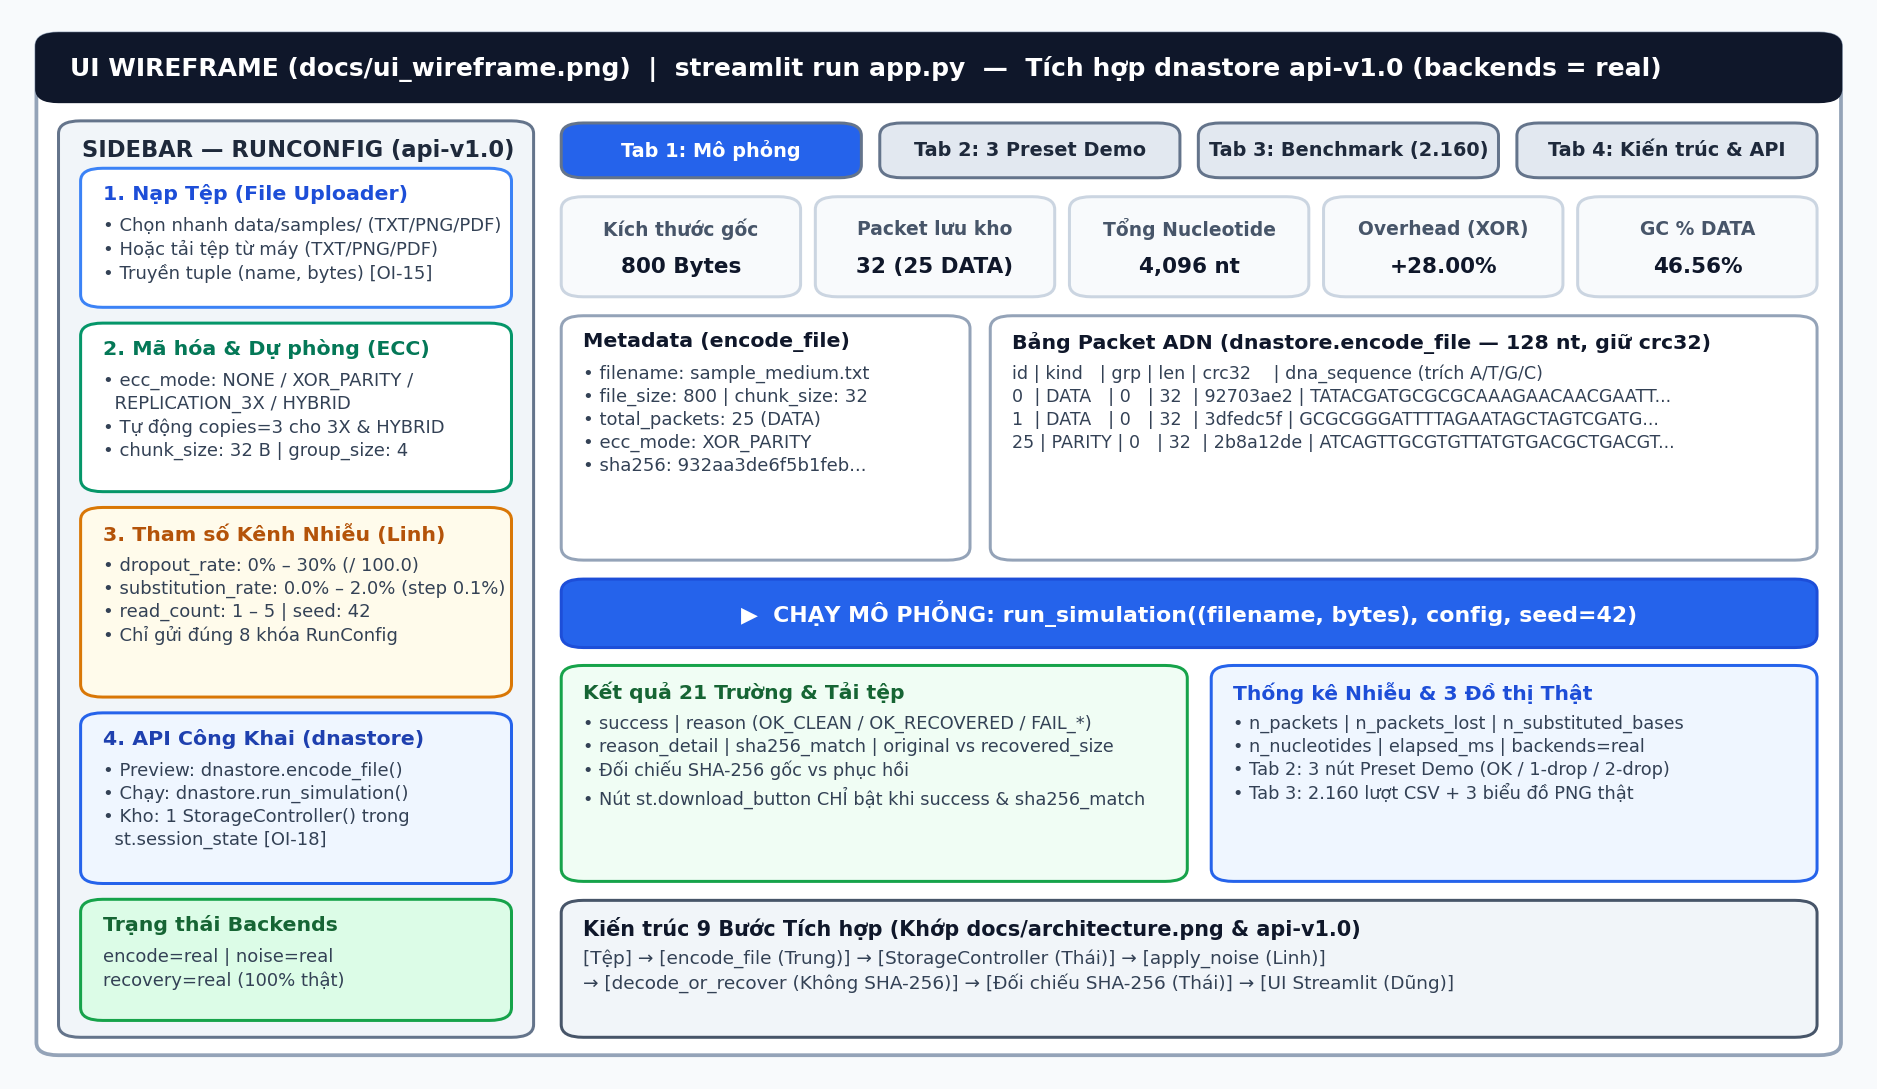 UI WIREFRAME (docs/ui_wireframe.png) | streamlit run app.py — Tích hợp dnastore api-v1.0 (backends = real)
SIDEBAR — RUNCONFIG (api-v1.0)
1. Nạp Tệp (File Uploader)
• Chọn nhanh data/samples/ (TXT/PNG/PDF)
• Hoặc tải tệp từ máy (TXT/PNG/PDF)
• Truyền tuple (name, bytes) [OI-15]
2. Mã hóa & Dự phòng (ECC)
• ecc_mode: NONE / XOR_PARITY /
REPLICATION_3X / HYBRID
• Tự động copies=3 cho 3X & HYBRID
• chunk_size: 32 B | group_size: 4
3. Tham số Kênh Nhiễu (Linh)
• dropout_rate: 0% – 30% (/ 100.0)
• substitution_rate: 0.0% – 2.0% (step 0.1%)
• read_count: 1 – 5 | seed: 42
• Chỉ gửi đúng 8 khóa RunConfig
4. API Công Khai (dnastore)
• Preview: dnastore.encode_file()
• Chạy: dnastore.run_simulation()
• Kho: 1 StorageController() trong
st.session_state [OI-18]
Trạng thái Backends
encode=real | noise=real
recovery=real (100% thật)
Tab 1: Mô phỏng
Tab 2: 3 Preset Demo
Tab 3: Benchmark (2.160)
Tab 4: Kiến trúc & API
Kích thước gốc
800 Bytes
Packet lưu kho
32 (25 DATA)
Tổng Nucleotide
4,096 nt
Overhead (XOR)
+28.00%
GC % DATA
46.56%
Metadata (encode_file)
• filename: sample_medium.txt
• file_size: 800 | chunk_size: 32
• total_packets: 25 (DATA)
• ecc_mode: XOR_PARITY
• sha256: 932aa3de6f5b1feb...
Bảng Packet ADN (dnastore.encode_file — 128 nt, giữ crc32)
id | kind | grp | len | crc32 | dna_sequence (trích A/T/G/C)
0 | DATA | 0 | 32 | 92703ae2 | TATACGATGCGCGCAAAGAACAACGAATT...
1 | DATA | 0 | 32 | 3dfedc5f | GCGCGGGATTTTAGAATAGCTAGTCGATG...
25 | PARITY | 0 | 32 | 2b8a12de | ATCAGTTGCGTGTTATGTGACGCTGACGT...
▶ CHẠY MÔ PHỎNG: run_simulation((filename, bytes), config, seed=42)
Kết quả 21 Trường & Tải tệp
• success | reason (OK_CLEAN / OK_RECOVERED / FAIL_*)
• reason_detail | sha256_match | original vs recovered_size
• Đối chiếu SHA-256 gốc vs phục hồi
• Nút st.download_button CHỈ bật khi success & sha256_match
Thống kê Nhiễu & 3 Đồ thị Thật
• n_packets | n_packets_lost | n_substituted_bases
• n_nucleotides | elapsed_ms | backends=real
• Tab 2: 3 nút Preset Demo (OK / 1-drop / 2-drop)
• Tab 3: 2.160 lượt CSV + 3 biểu đồ PNG thật
Kiến trúc 9 Bước Tích hợp (Khớp docs/architecture.png & api-v1.0)
[Tệp] → [encode_file (Trung)] → [StorageController (Thái)] → [apply_noise (Linh)]
→ [decode_or_recover (Không SHA-256)] → [Đối chiếu SHA-256 (Thái)] → [UI Streamlit (Dũng)]